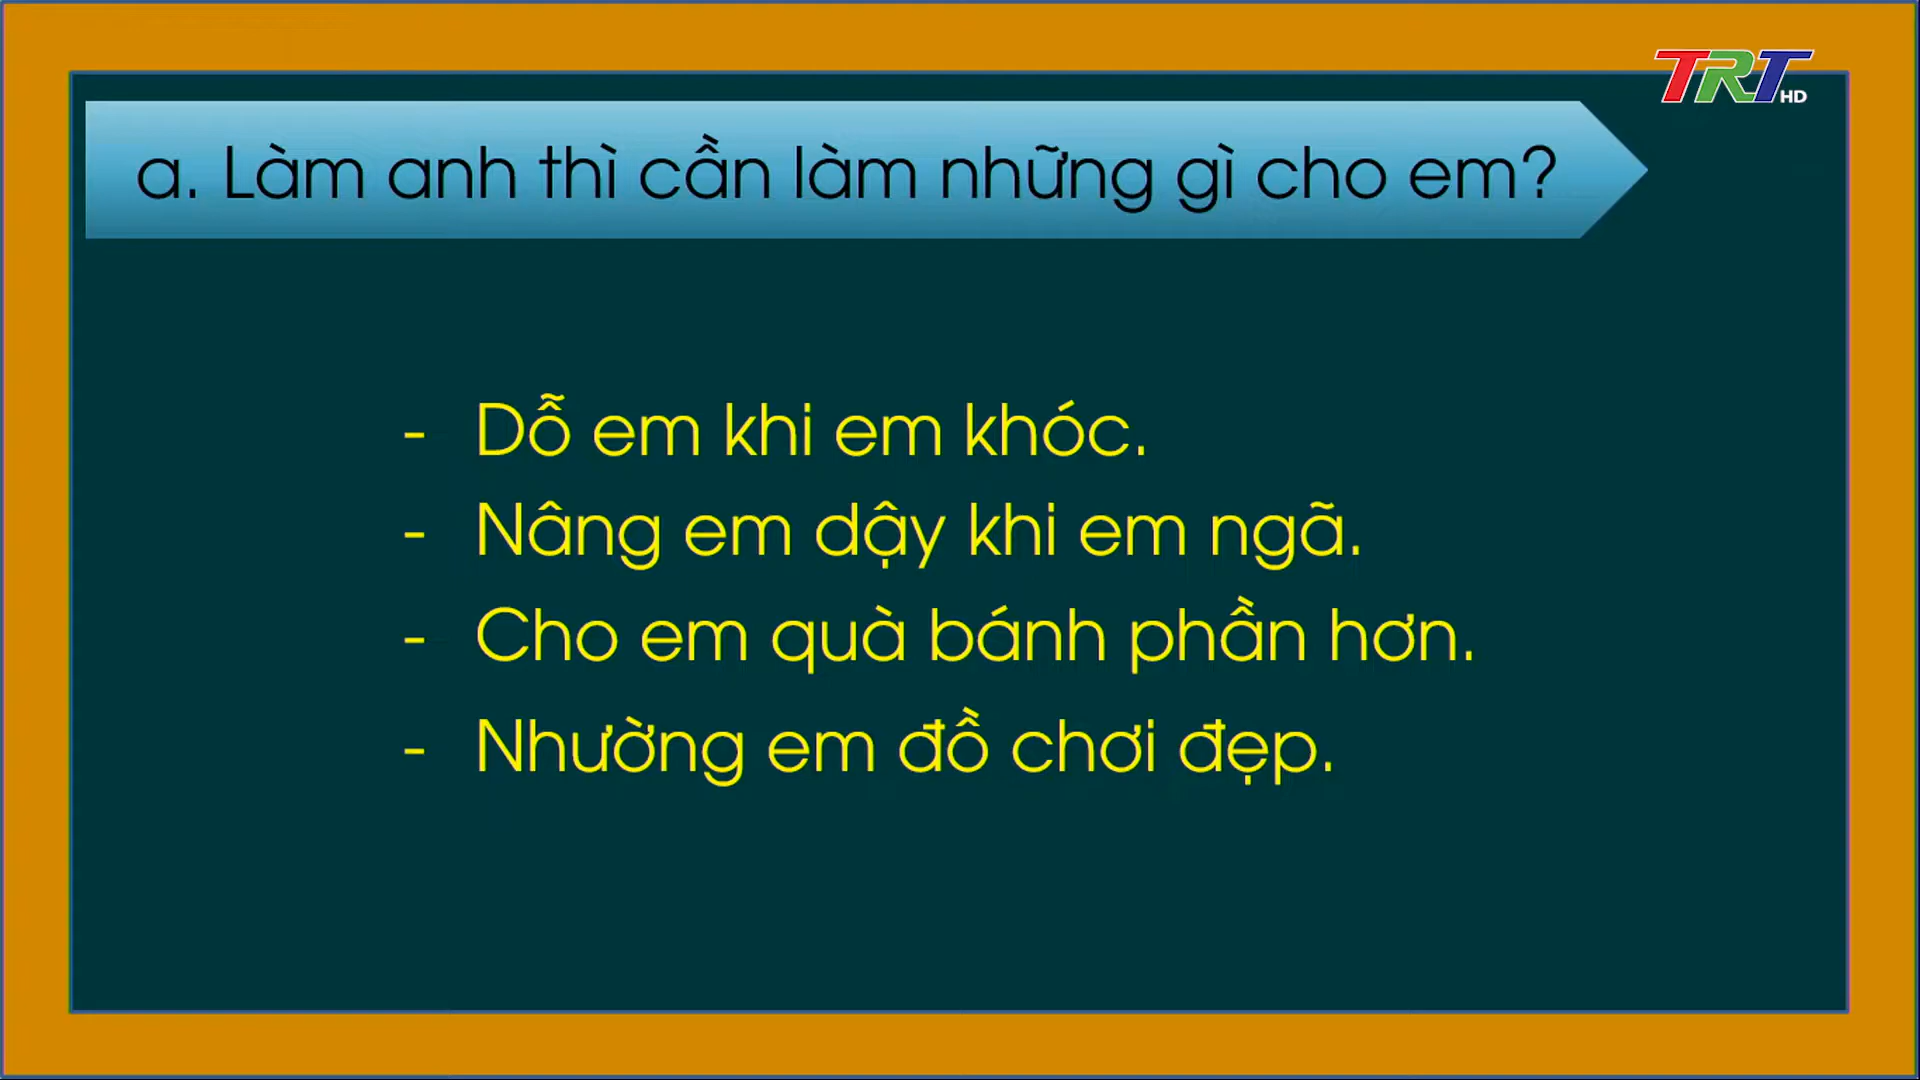 TRT HD
a. Làm anh thì cần làm những gì cho em?
- Dỗ em khi em khóc.
- Nâng em dậy khi em ngã.
- Cho em quà bánh phần hơn.
- Nhường em đồ chơi đẹp.